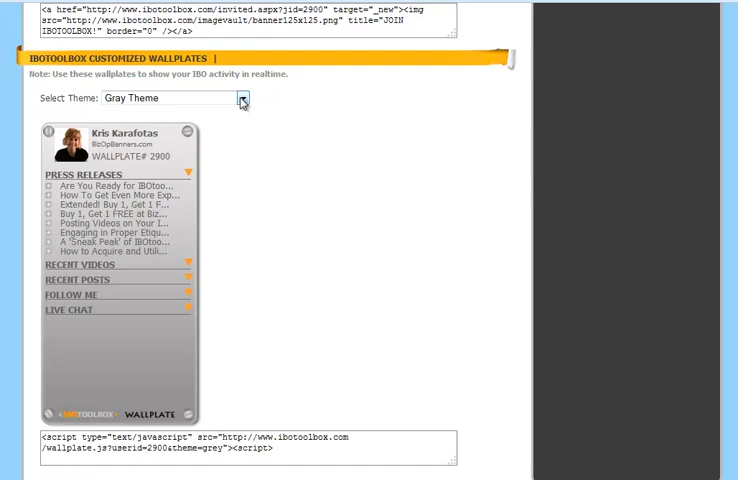 <a href="http://www.ibotoolbox.com/invited.aspx?jid=2900" target="_new"><img
src="http://www.ibotoolbox.com/imagevault/banner125x125.png" title="JOIN
IBOTOOLBOX!" border="0" /></a>
IBOTOOLBOX CUSTOMIZED WALLPLATES |
Note: Use these wallplates to show your IBO activity in realtime.
Select Theme: Gray Theme
Kris Karafotas
BizOpBanners.com
WALLPLATE# 2900
PRESS RELEASES
Are You Ready for IBOtoo...
How To Get Even More Exp...
Extended! Buy 1, Get 1 F...
Buy 1, Get 1 FREE at Biz...
Posting Videos on Your I...
Engaging in Proper Etiqu...
A 'Sneak Peak' of IBOtoo...
How to Acquire and Utili...
RECENT VIDEOS
RECENT POSTS
FOLLOW ME
LIVE CHAT
<IBOTOOLBOX> WALLPLATE
<script type="text/javascript" src="http://www.ibotoolbox.com
/wallplate.js?userid=2900&theme=grey"><script>